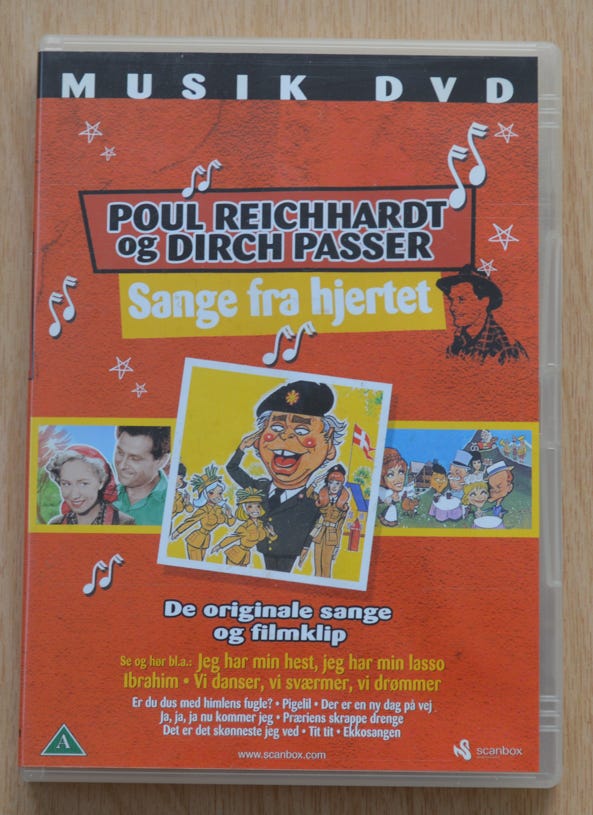 MUSIK DVD
POUL REICHHARDT
og DIRCH PASSER
Sange fra hjertet
De originale sange
og filmklip
Se og hør bl.a.: Jeg har min hest, jeg har min lasso
Ibrahim • Vi danser, vi sværmer, vi drømmer
Er du dus med himlens fugle? • Pigelil • Der er en ny dag på vej
Ja, ja, ja nu kommer jeg • Præriens skrappe drenge
Det er det skønneste jeg ved • Tit tit • Ekkosangen
A
www.scanbox.com
scanbox